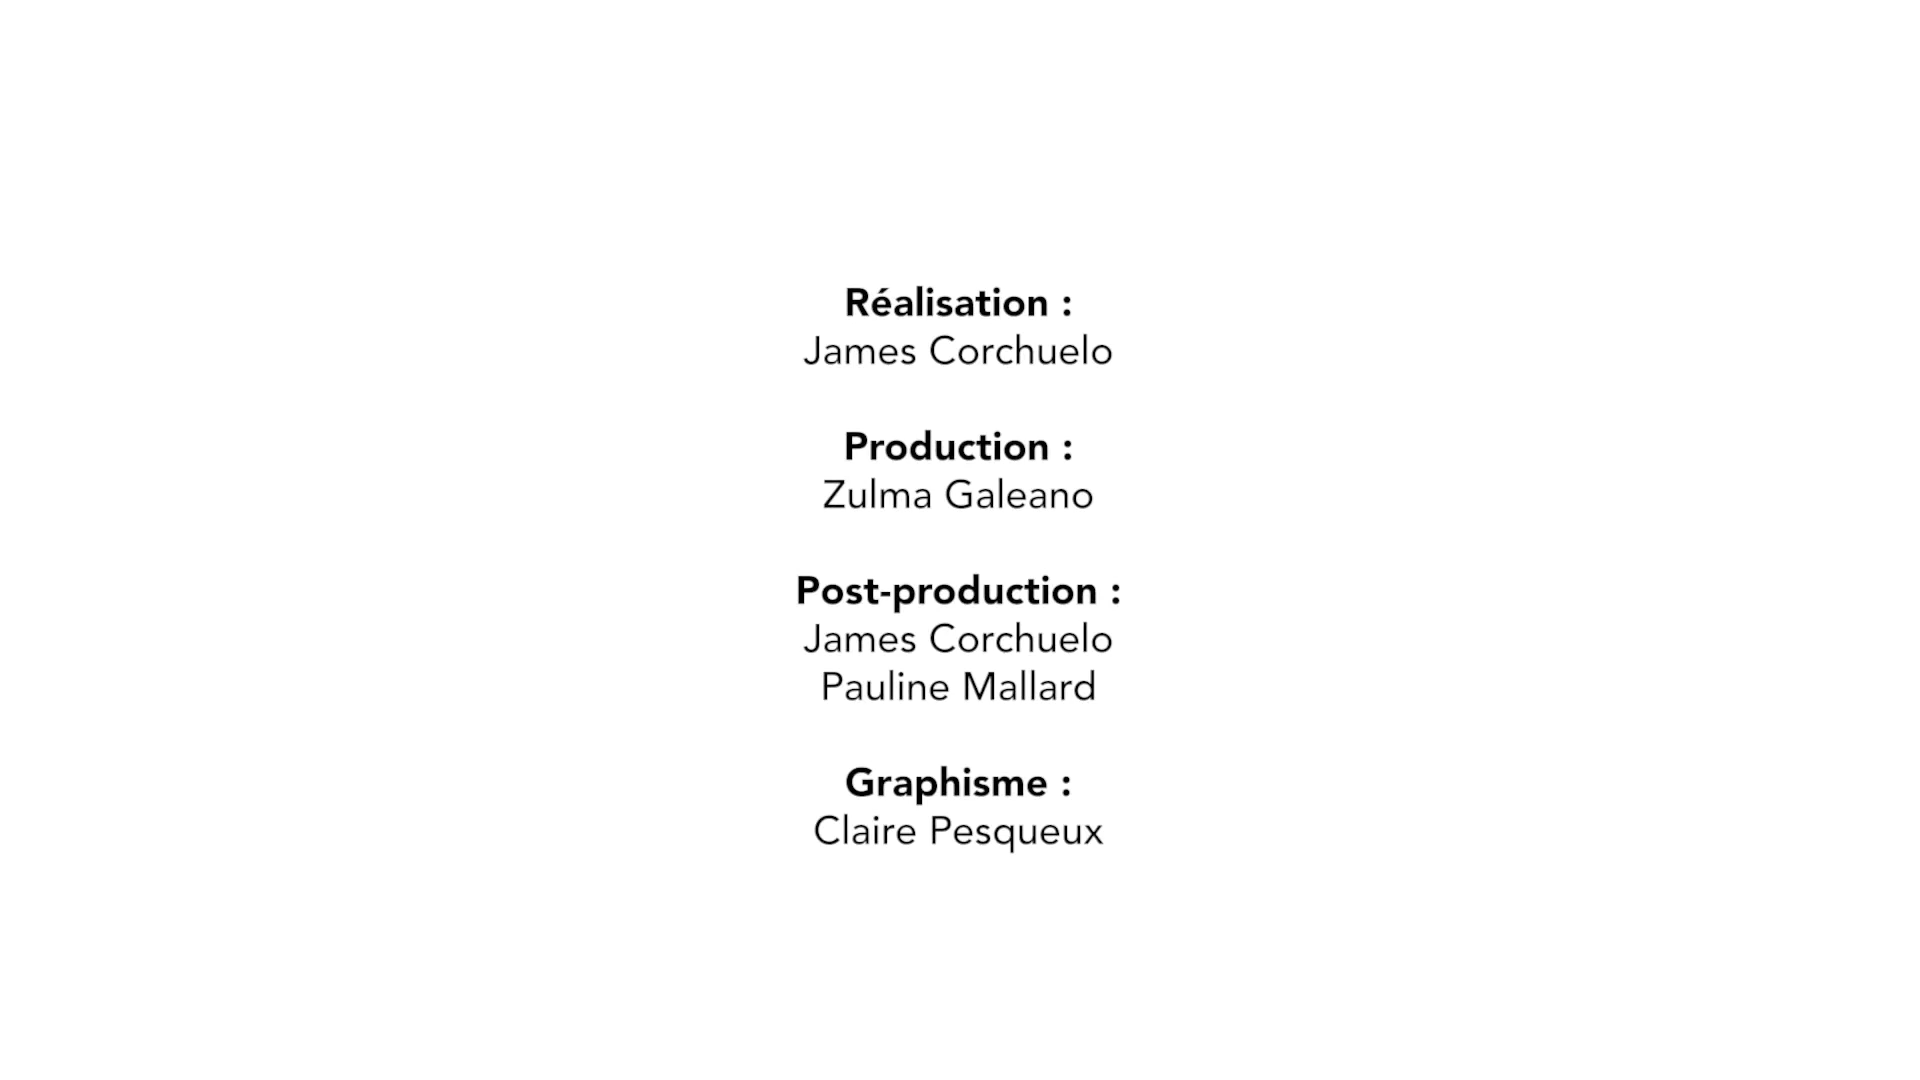 Réalisation :
James Corchuelo
Production :
Zulma Galeano
Post-production :
James Corchuelo
Pauline Mallard
Graphisme :
Claire Pesqueux